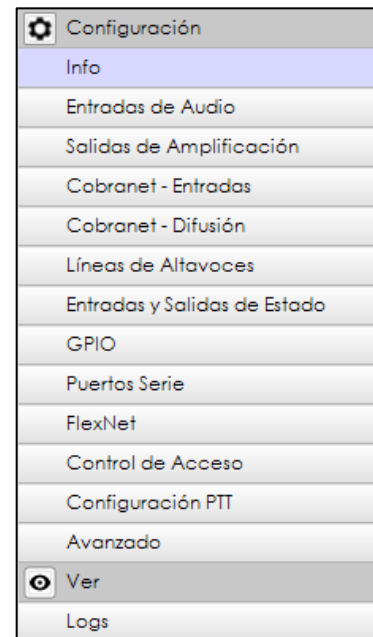 Configuración
Info
Entradas de Audio
Salidas de Amplificación
Cobranet - Entradas
Cobranet - Difusión
Líneas de Altavoces
Entradas y Salidas de Estado
GPIO
Puertos Serie
FlexNet
Control de Acceso
Configuración PTT
Avanzado
Ver
Logs